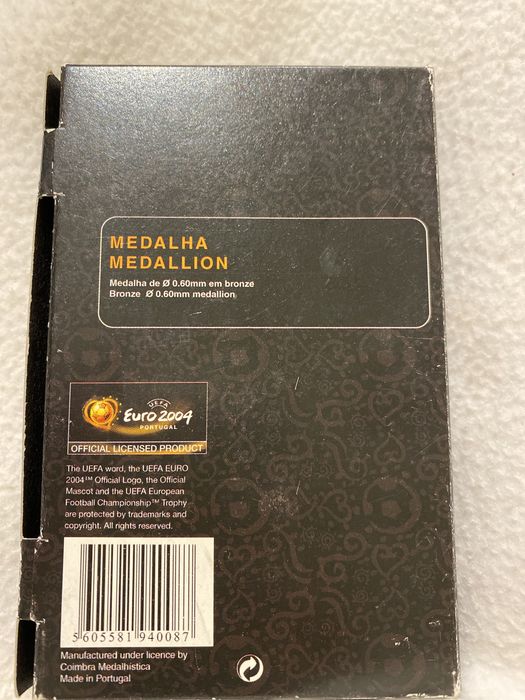 MEDALHA
MEDALLION
Medalha de Ø 0.60mm em bronze
Bronze Ø 0.60mm medallion
UEFA
Euro 2004
PORTUGAL
OFFICIAL LICENSED PRODUCT
The UEFA word, the UEFA EURO
2004™ Official Logo, the Official
Mascot and the UEFA European
Football Championship™ Trophy
are protected by trademarks and
copyright. All rights reserved.
5 605581 940087
Manufactured under licence by
Coimbra Medalhística
Made in Portugal